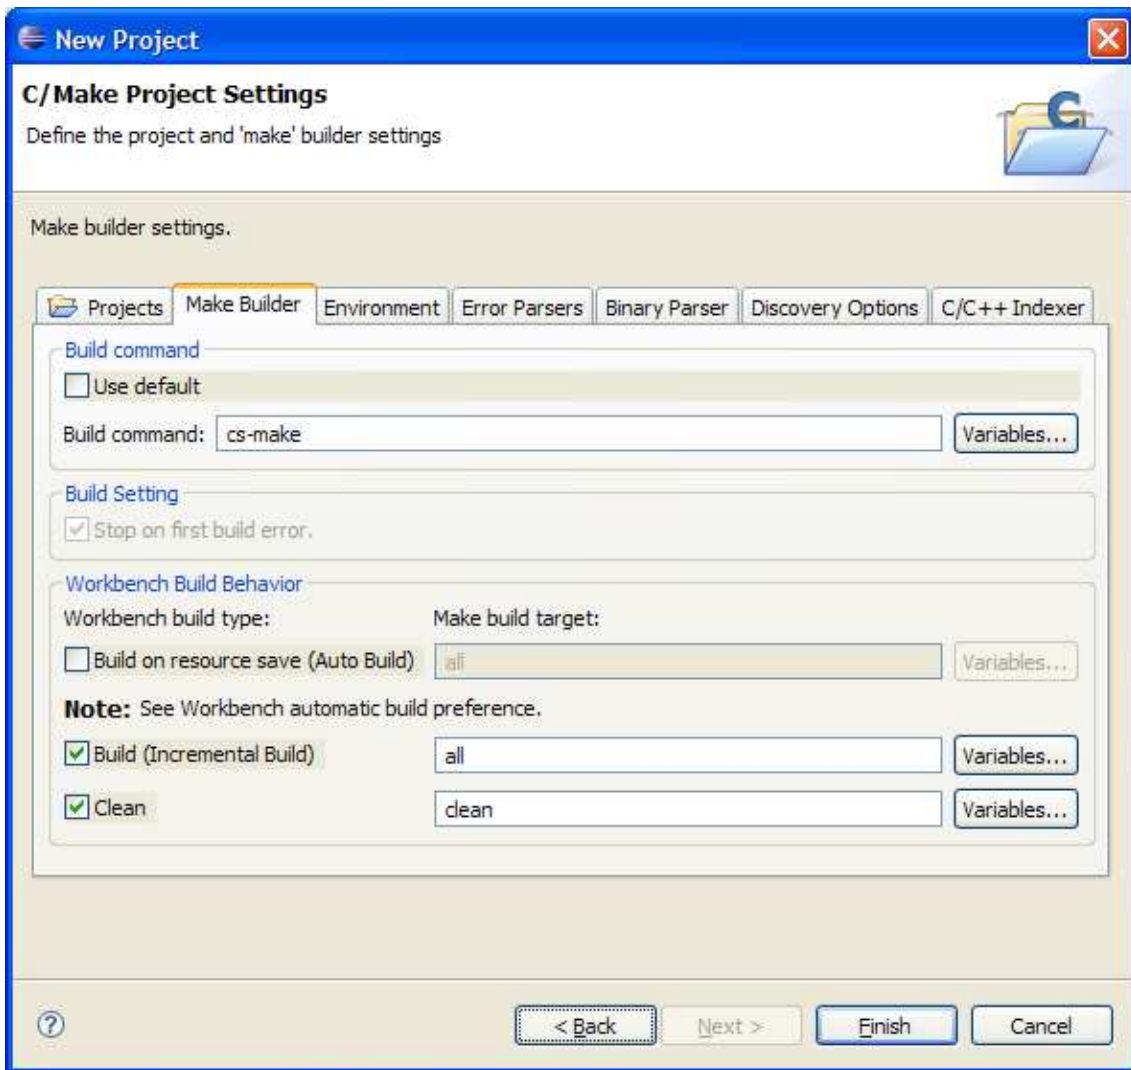 New Project
C/Make Project Settings
Define the project and 'make' builder settings
Make builder settings.
Projects Make Builder Environment Error Parsers Binary Parser Discovery Options C/C++ Indexer
Build command
Use default
Build command: cs-make Variables...
Build Setting
Stop on first build error.
Workbench Build Behavior
Workbench build type: Make build target:
Build on resource save (Auto Build) all Variables...
Note: See Workbench automatic build preference.
Build (Incremental Build) all Variables...
Clean clean Variables...
< Back Next > Finish Cancel